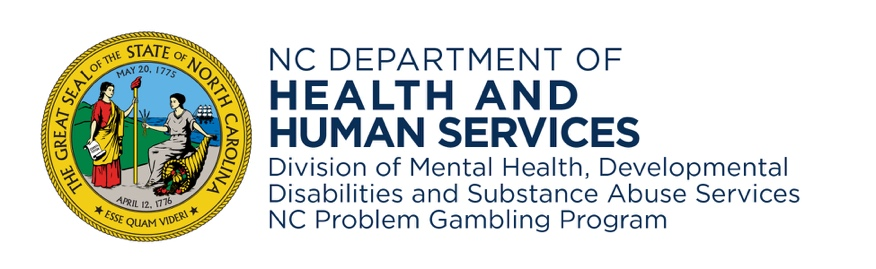 THE GREAT SEAL OF THE STATE OF NORTH CAROLINA
MAY 20, 1775
APRIL 12, 1776
★ ESSE QUAM VIDERI ★
NC DEPARTMENT OF
HEALTH AND
HUMAN SERVICES
Division of Mental Health, Developmental
Disabilities and Substance Abuse Services
NC Problem Gambling Program